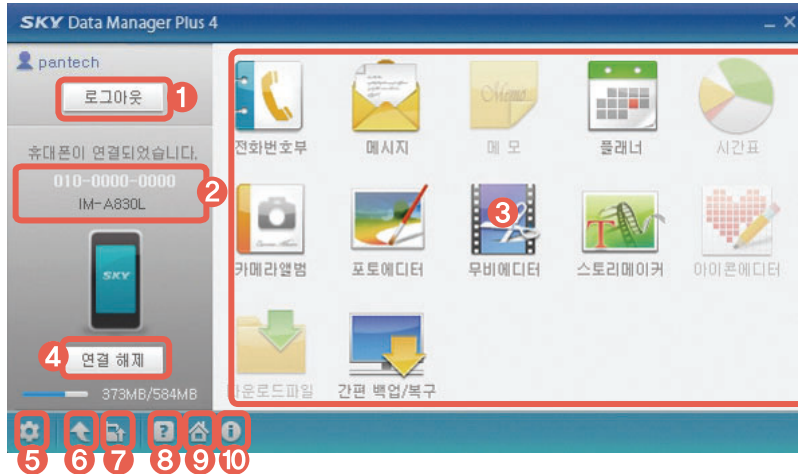 SKY Data Manager Plus 4
pantech
로그아웃
1
휴대폰이 연결되었습니다.
010-0000-0000
2
IM-A830L
SKY
4
연결 해제
373MB/584MB
전화번호부
메시지
Memo
메 모
플래너
시간표
3
카메라앨범
포토에디터
무비에디터
스토리메이커
아이콘에디터
다운로드파일
간편 백업/복구
5
6
7
8
9
10